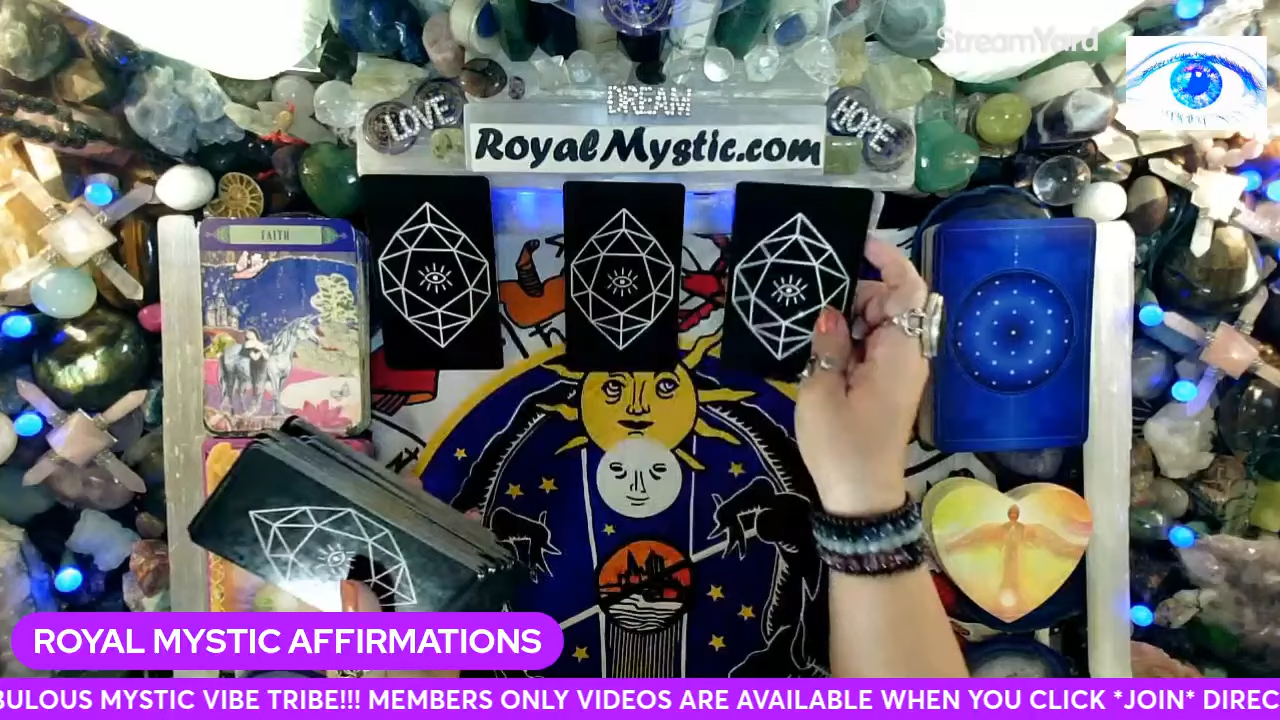 StreamYard
DREAM
LOVE
HOPE
RoyalMystic.com
FAITH
ROYAL MYSTIC AFFIRMATIONS
BULOUS MYSTIC VIBE TRIBE!!! MEMBERS ONLY VIDEOS ARE AVAILABLE WHEN YOU CLICK *JOIN* DIREC